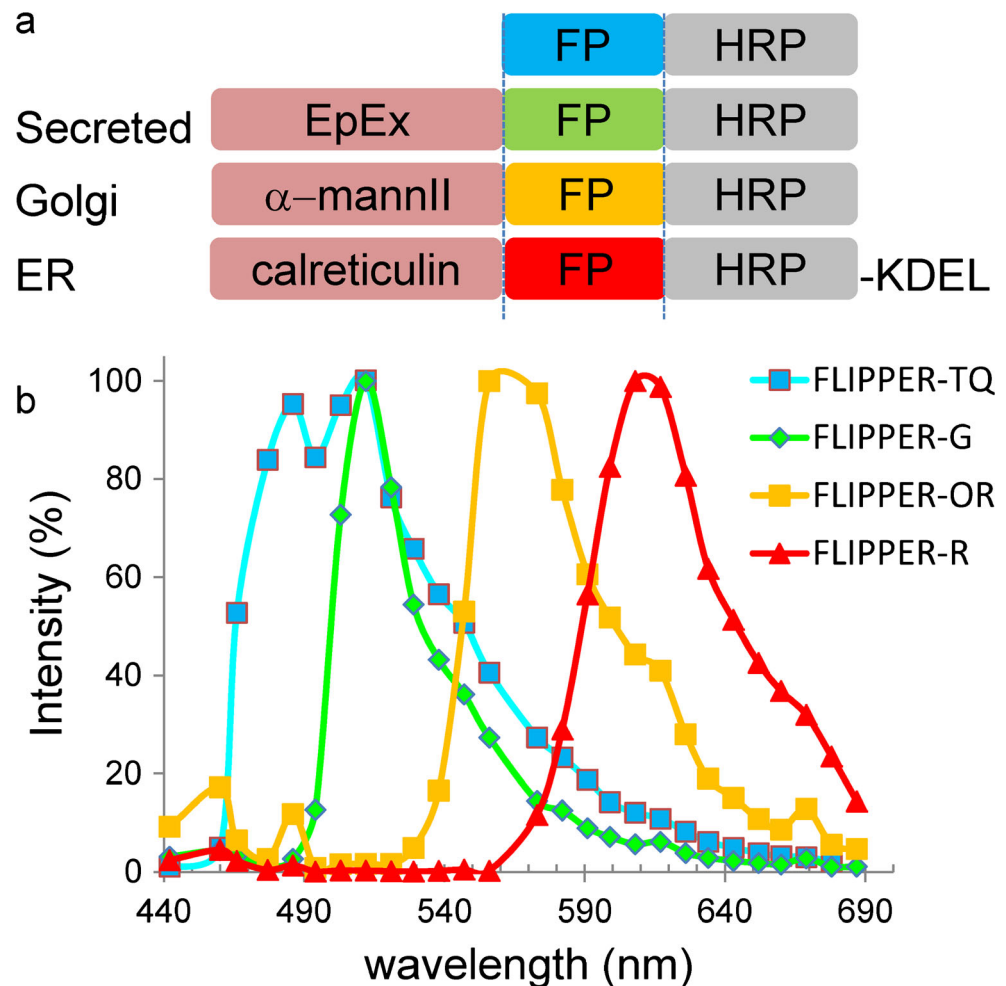 a
FP HRP
Secreted EpEx FP HRP
Golgi α–mannII FP HRP
ER calreticulin FP HRP -KDEL
b
100
80
60
40
20
0
Intensity (%)
FLIPPER-TQ
FLIPPER-G
FLIPPER-OR
FLIPPER-R
440 490 540 590 640 690
wavelength (nm)